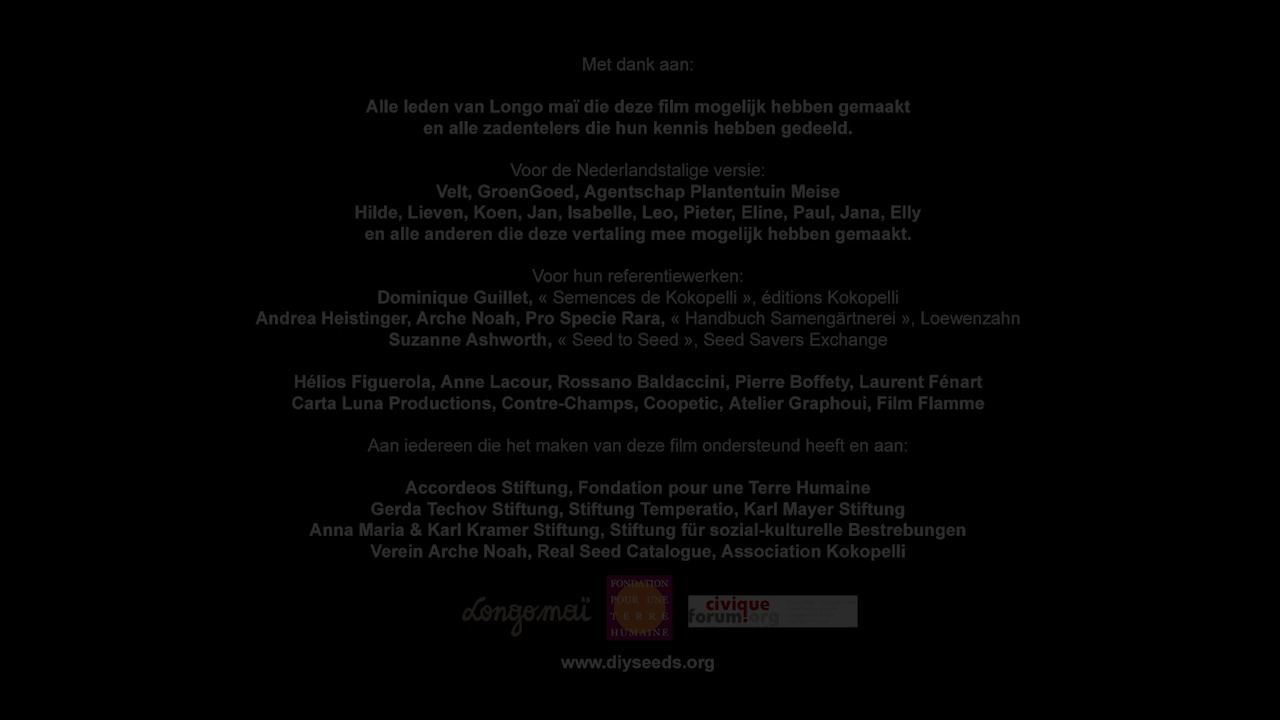 Met dank aan:
Alle leden van Longo maï die deze film mogelijk hebben gemaakt
en alle zadentelers die hun kennis hebben gedeeld.
Voor de Nederlandstalige versie:
Velt, GroenGoed, Agentschap Plantentuin Meise
Hilde, Lieven, Koen, Jan, Isabelle, Leo, Pieter, Eline, Paul, Jana, Elly
en alle anderen die deze vertaling mee mogelijk hebben gemaakt.
Voor hun referentiewerken:
Dominique Guillet, « Semences de Kokopelli », éditions Kokopelli
Andrea Heistinger, Arche Noah, Pro Specie Rara, « Handbuch Samengärtnerei », Loewenzahn
Suzanne Ashworth, « Seed to Seed », Seed Savers Exchange
Hélios Figuerola, Anne Lacour, Rossano Baldaccini, Pierre Boffety, Laurent Fénart
Carta Luna Productions, Contre-Champs, Coopetic, Atelier Graphoui, Film Flamme
Aan iedereen die het maken van deze film ondersteund heeft en aan:
Accordeos Stiftung, Fondation pour une Terre Humaine
Gerda Techov Stiftung, Stiftung Temperatio, Karl Mayer Stiftung
Anna Maria & Karl Kramer Stiftung, Stiftung für sozial-kulturelle Bestrebungen
Verein Arche Noah, Real Seed Catalogue, Association Kokopelli
Longo maï
FONDATION
POUR UNE
TERRE
HUMAINE
civique
forum.org
www.diyseeds.org